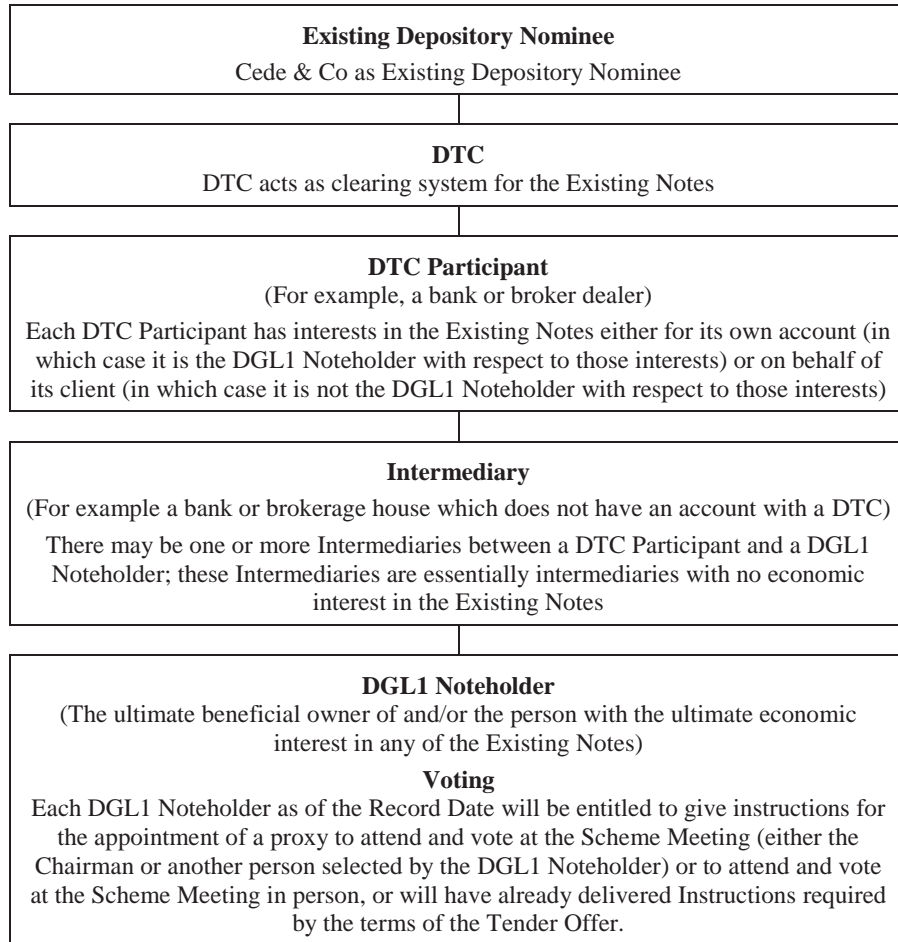 Existing Depository Nominee
Cede & Co as Existing Depository Nominee
DTC
DTC acts as clearing system for the Existing Notes
DTC Participant
(For example, a bank or broker dealer)
Each DTC Participant has interests in the Existing Notes either for its own account (in
which case it is the DGL1 Noteholder with respect to those interests) or on behalf of
its client (in which case it is not the DGL1 Noteholder with respect to those interests)
Intermediary
(For example a bank or brokerage house which does not have an account with a DTC)
There may be one or more Intermediaries between a DTC Participant and a DGL1
Noteholder; these Intermediaries are essentially intermediaries with no economic
interest in the Existing Notes
DGL1 Noteholder
(The ultimate beneficial owner of and/or the person with the ultimate economic
interest in any of the Existing Notes)
Voting
Each DGL1 Noteholder as of the Record Date will be entitled to give instructions for
the appointment of a proxy to attend and vote at the Scheme Meeting (either the
Chairman or another person selected by the DGL1 Noteholder) or to attend and vote
at the Scheme Meeting in person, or will have already delivered Instructions required
by the terms of the Tender Offer.